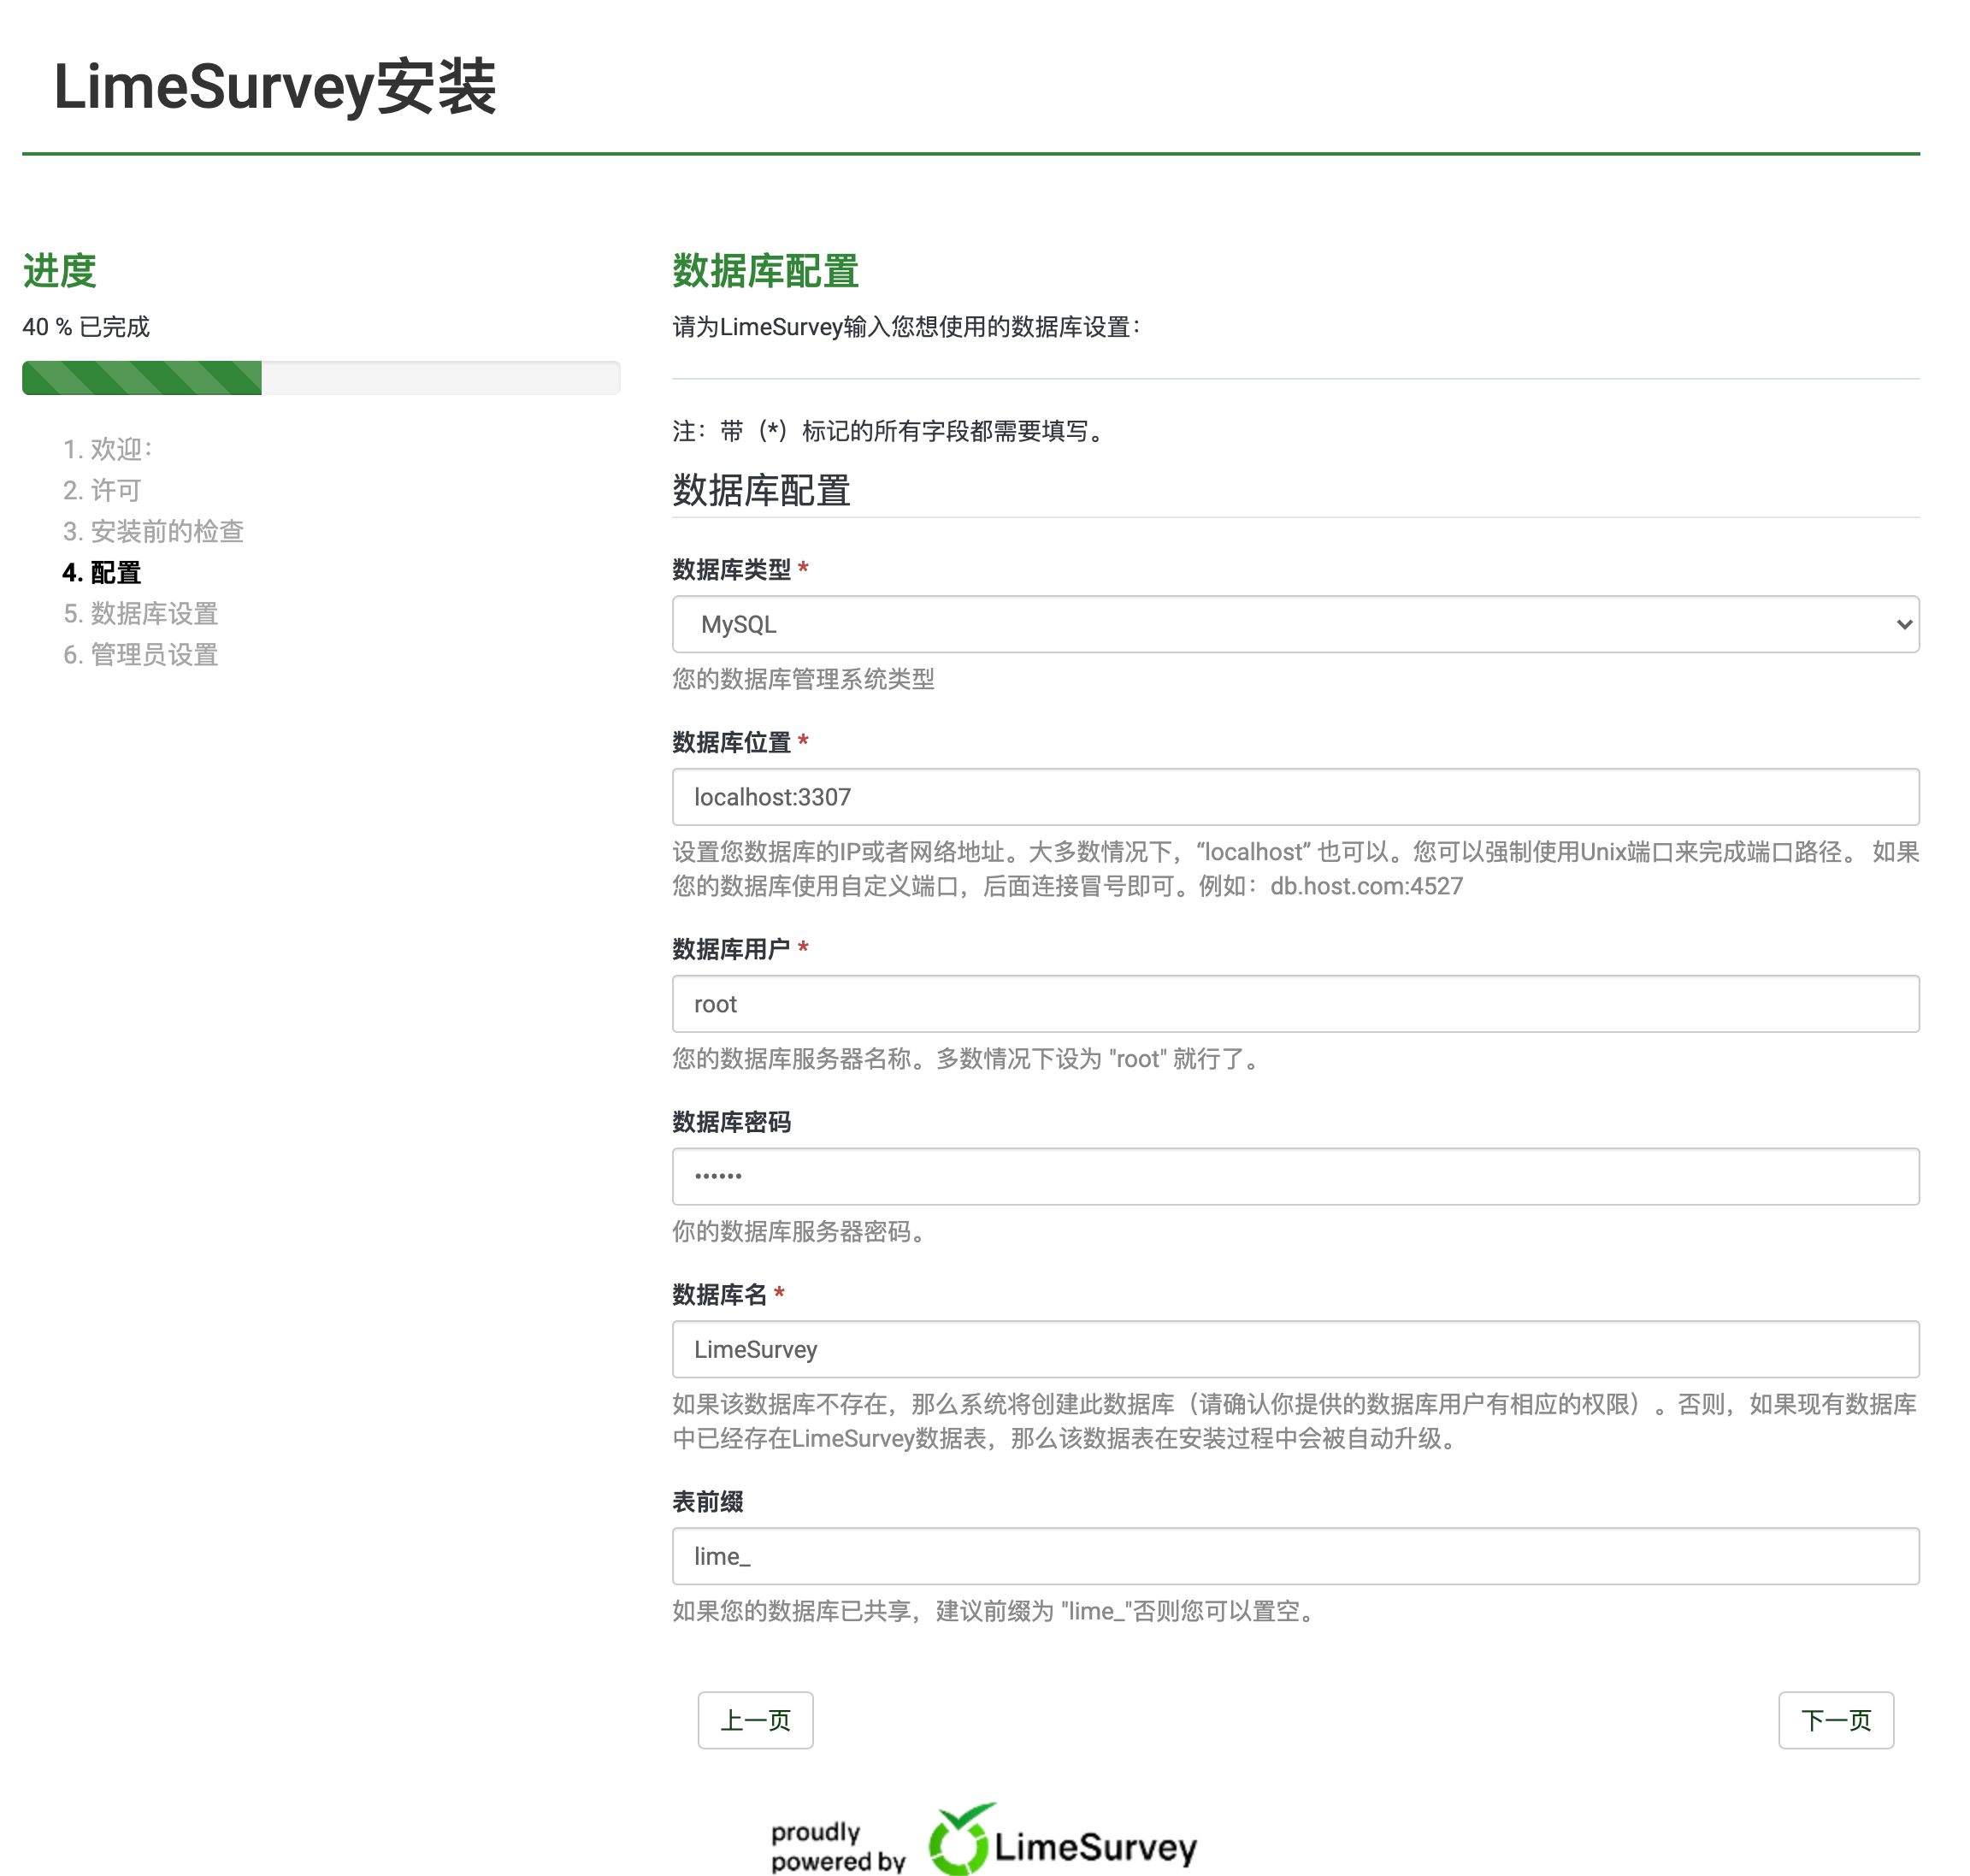 LimeSurvey安装
进度
40 % 已完成
1. 欢迎：
2. 许可
3. 安装前的检查
4. 配置
5. 数据库设置
6. 管理员设置
数据库配置
请为LimeSurvey输入您想使用的数据库设置：
注：带（*）标记的所有字段都需要填写。
数据库配置
数据库类型 *
MySQL
您的数据库管理系统类型
数据库位置 *
localhost:3307
设置您数据库的IP或者网络地址。大多数情况下，“localhost” 也可以。您可以强制使用Unix端口来完成端口路径。 如果
您的数据库使用自定义端口，后面连接冒号即可。例如：db.host.com:4527
数据库用户 *
root
您的数据库服务器名称。多数情况下设为 "root" 就行了。
数据库密码
••••••
你的数据库服务器密码。
数据库名 *
LimeSurvey
如果该数据库不存在，那么系统将创建此数据库（请确认你提供的数据库用户有相应的权限）。否则，如果现有数据库
中已经存在LimeSurvey数据表，那么该数据表在安装过程中会被自动升级。
表前缀
lime_
如果您的数据库已共享，建议前缀为 "lime_"否则您可以置空。
上一页
下一页
proudly
powered by
LimeSurvey